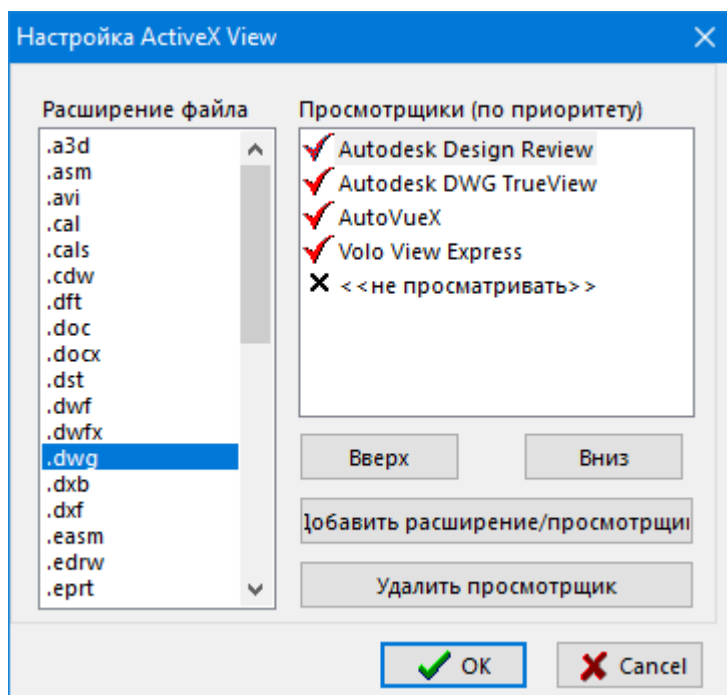 Настройка ActiveX View
Расширение файла
.a3d
.asm
.avi
.cal
.cals
.cdw
.dft
.doc
.docx
.dst
.dwf
.dwfx
.dwg
.dxb
.dxf
.easm
.edrw
.eprt
Просмотрщики (по приоритету)
Autodesk Design Review
Autodesk DWG TrueView
AutoVueX
Volo View Express
<<не просматривать>>
Вверх
Вниз
Добавить расширение/просмотрщик
Удалить просмотрщик
OK
Cancel